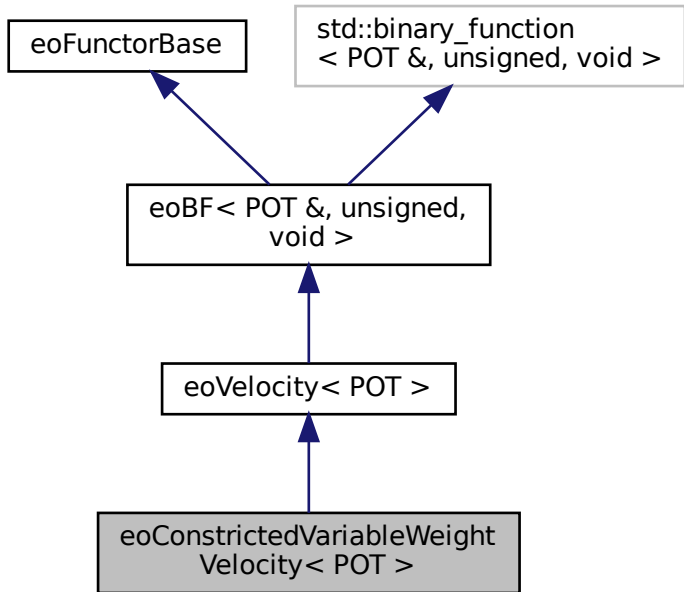 eoFunctorBase
std::binary_function
< POT &, unsigned, void >
eoBF< POT &, unsigned,
void >
eoVelocity< POT >
eoConstrictedVariableWeight
Velocity< POT >